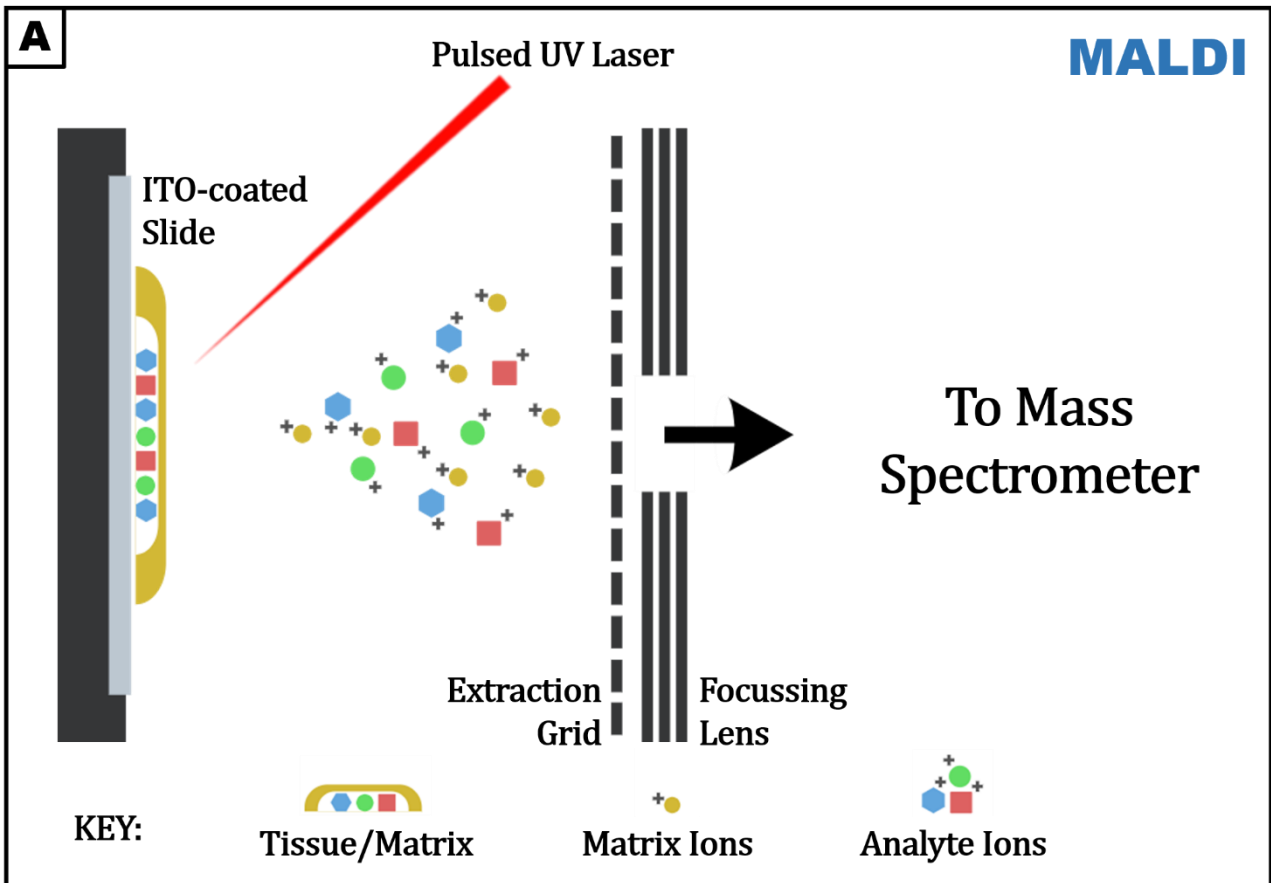 A
MALDI
Pulsed UV Laser
ITO-coated
Slide
To Mass
Spectrometer
Extraction
Grid
Focussing
Lens
KEY:
Tissue/Matrix
Matrix Ions
Analyte Ions